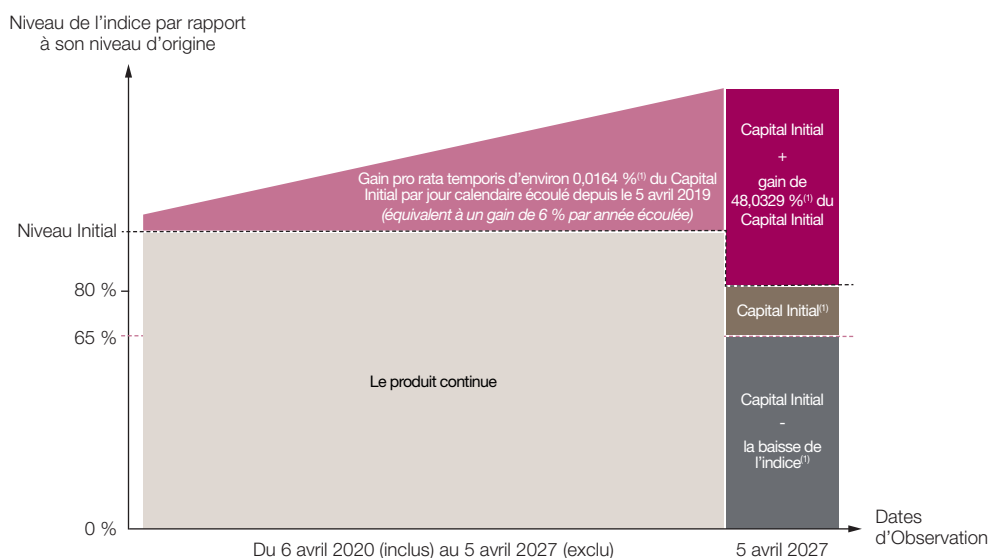 Niveau de l’indice par rapport
à son niveau d’origine
Capital Initial
+
gain de
48,0329 %(1) du
Capital Initial
Gain pro rata temporis d’environ 0,0164 %(1) du Capital
Initial par jour calendaire écoulé depuis le 5 avril 2019
(équivalent à un gain de 6 % par année écoulée)
Niveau Initial
80 %
Capital Initial(1)
65 %
Le produit continue
Capital Initial
-
la baisse de
l’indice(1)
0 %
Dates
d’Observation
Du 6 avril 2020 (inclus) au 5 avril 2027 (exclu)
5 avril 2027